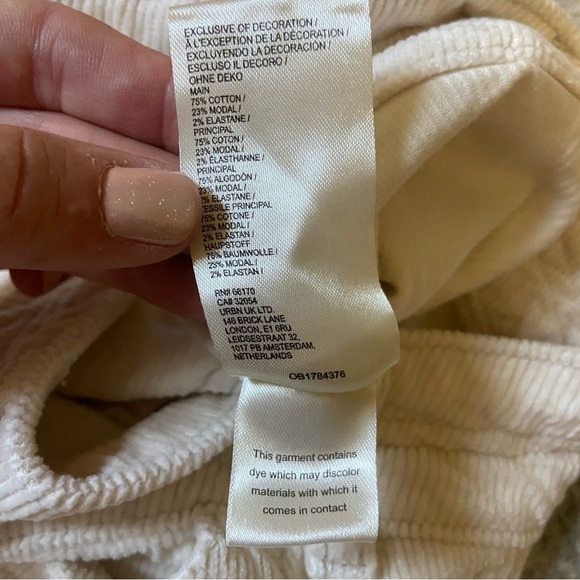 EXCLUSIVE OF DECORATION /
À L'EXCEPTION DE LA DÉCORATION /
EXCLUYENDO LA DECORACIÓN /
ESCLUSO IL DECORO /
OHNE DEKO
MAIN
75% COTTON /
23% MODAL /
2% ELASTANE /
PRINCIPAL
75% COTON /
23% MODAL /
2% ÉLASTHANNE /
PRINCIPAL
75% ALGODÓN /
23% MODAL /
2% ELASTANE /
TESSILE PRINCIPAL
75% COTONE /
23% MODAL /
2% ELASTAN /
HAUPSTOFF
75% BAUMWOLLE /
23% MODAL /
2% ELASTAN /
RN# 66170
CA# 32054
URBN UK LTD.
146 BRICK LANE
LONDON, E1 6RU
LEIDSESTRAAT 32,
1017 PB AMSTERDAM,
NETHERLANDS
OB1784376
This garment contains
dye which may discolor
materials with which it
comes in contact